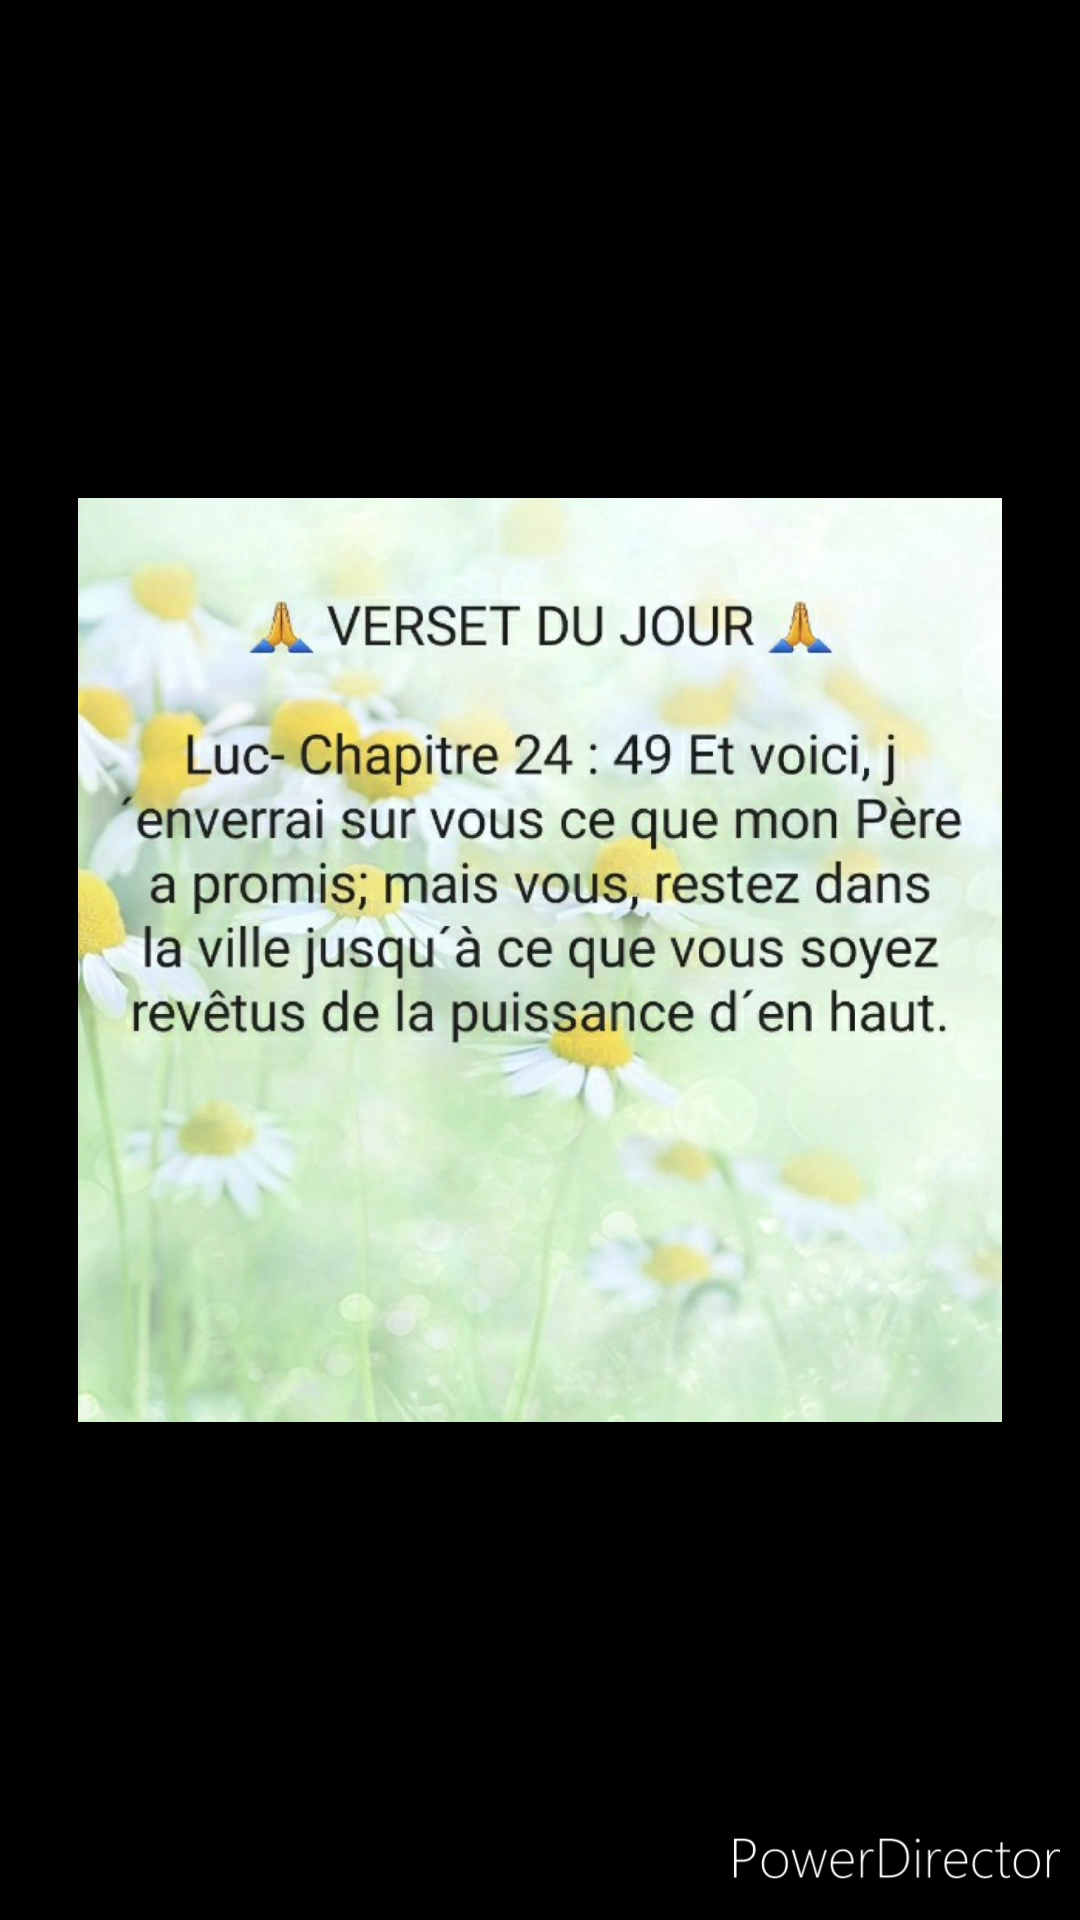 🙏 VERSET DU JOUR 🙏
Luc- Chapitre 24 : 49 Et voici, j
´enverrai sur vous ce que mon Père
a promis; mais vous, restez dans
la ville jusqu´à ce que vous soyez
revêtus de la puissance d´en haut.
PowerDirector